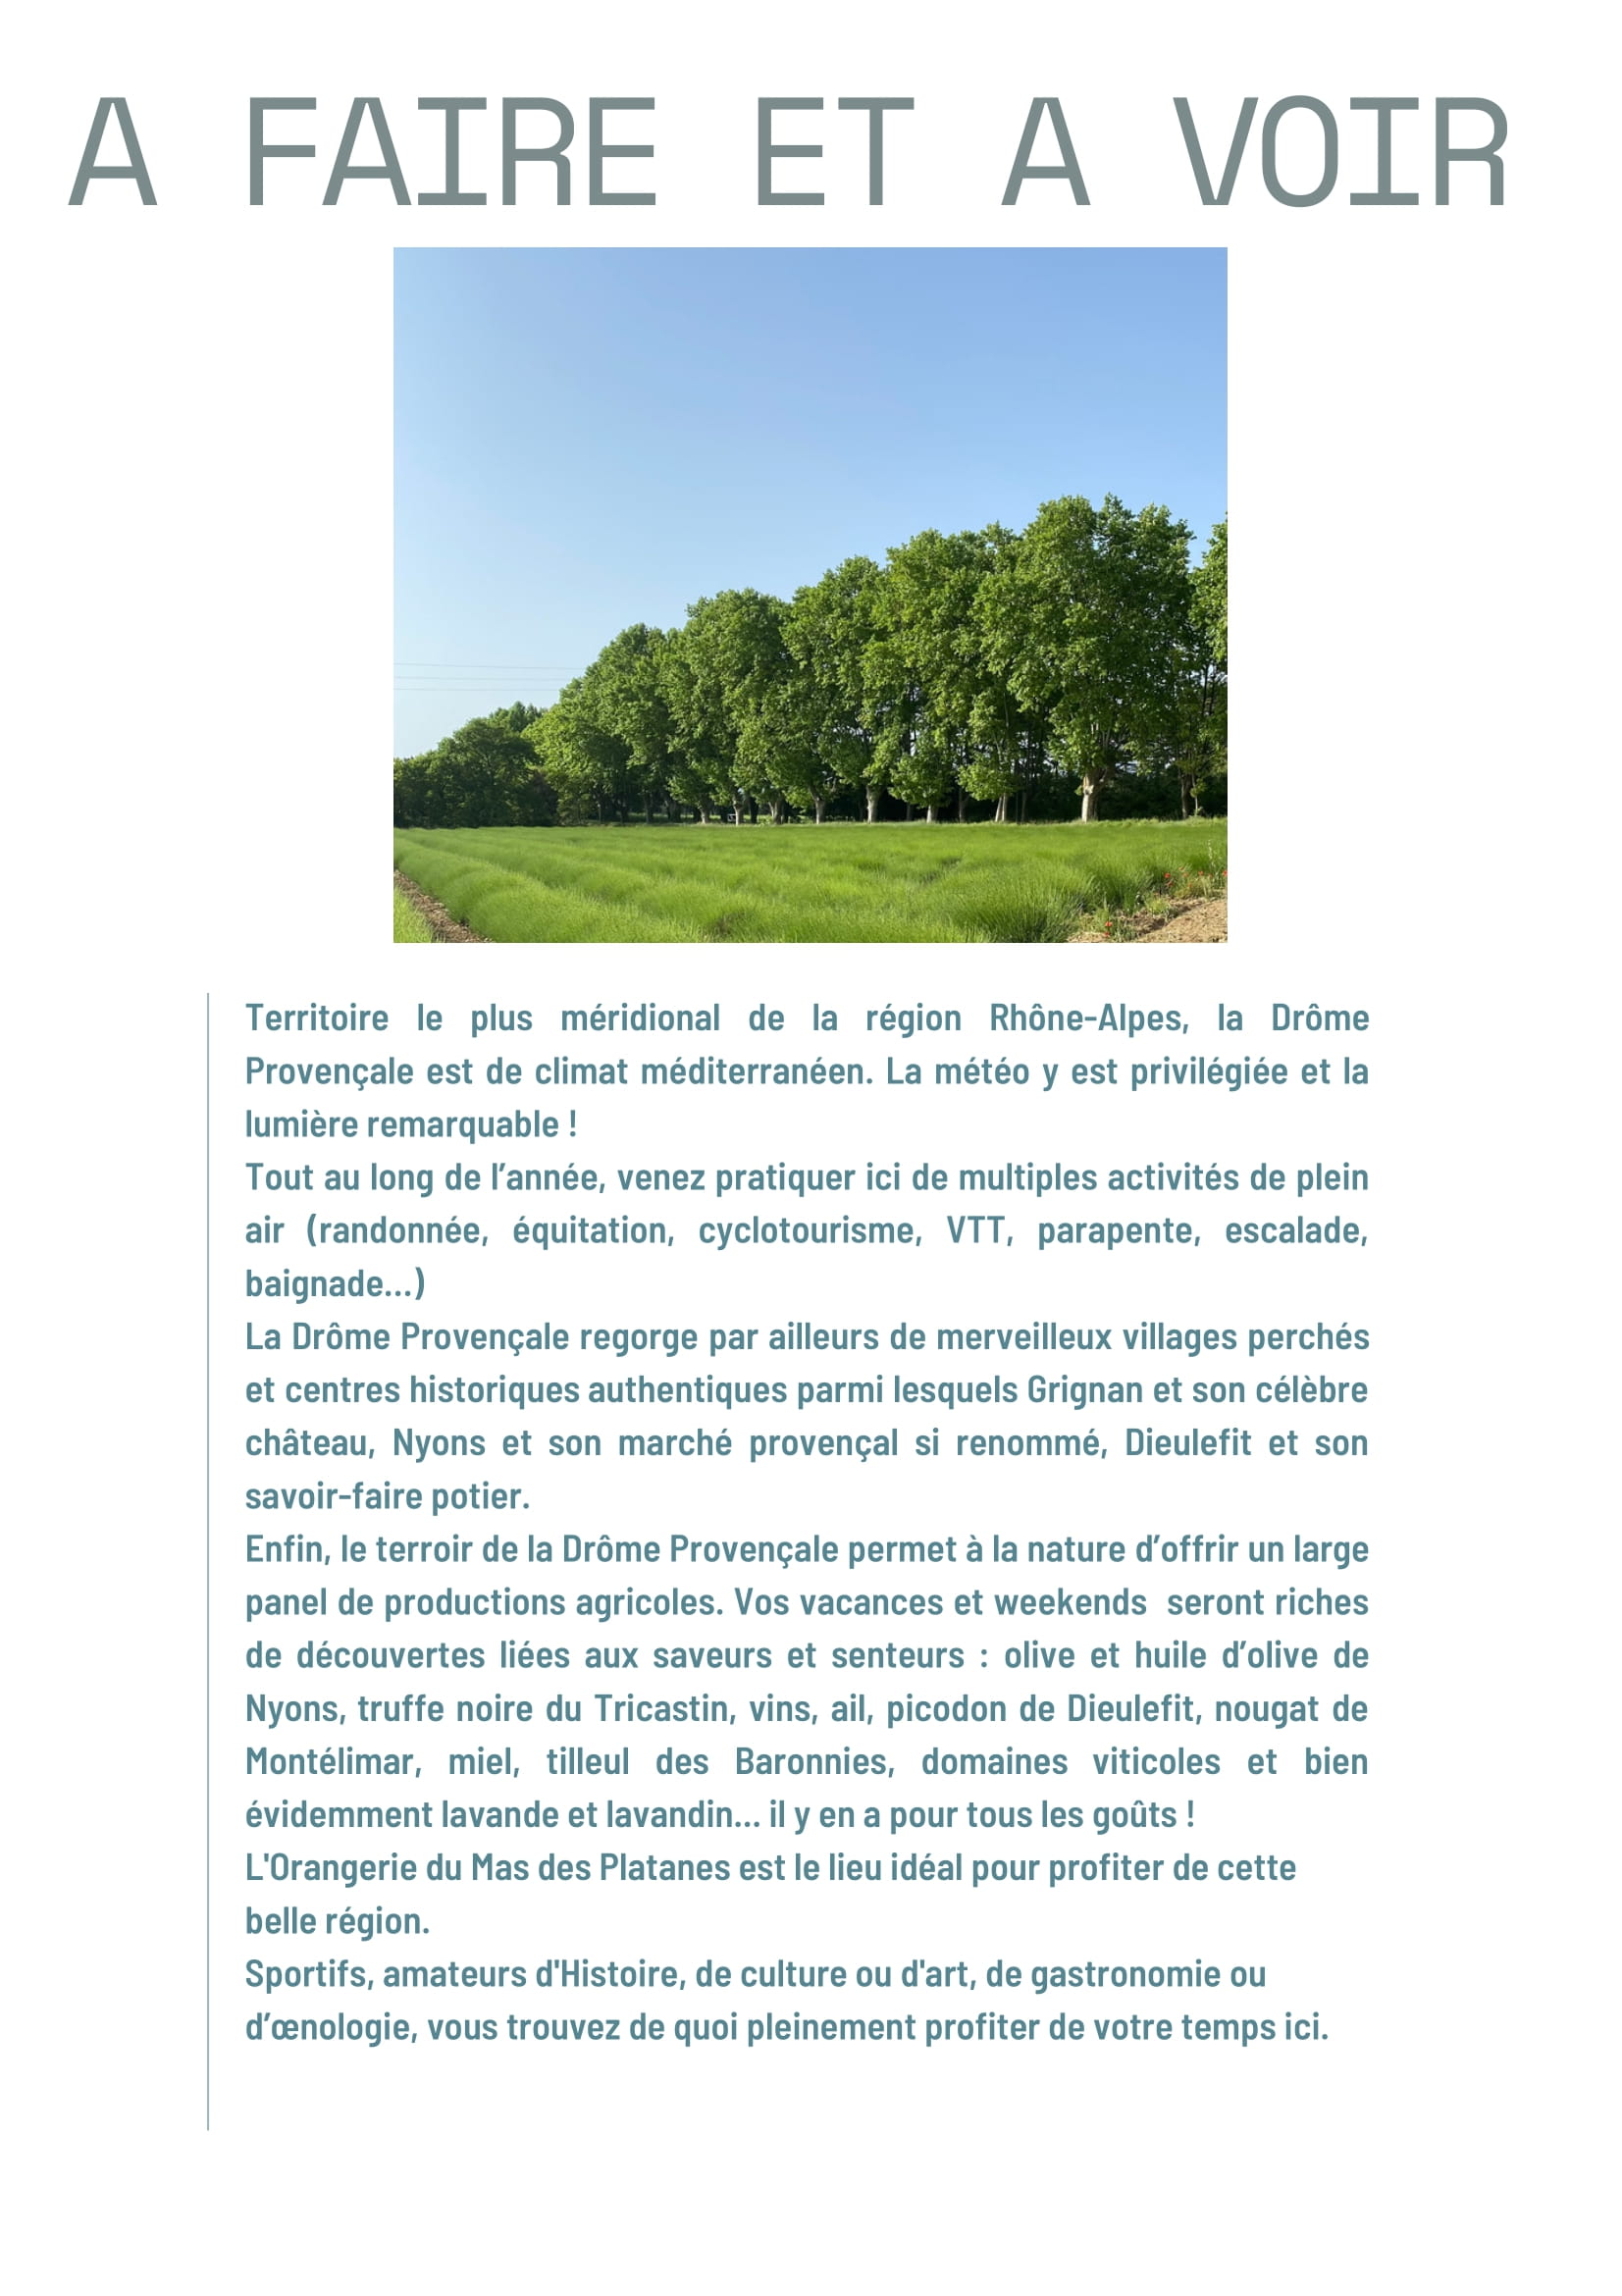 A FAIRE ET A VOIR
Territoire le plus méridional de la région Rhône-Alpes, la Drôme
Provençale est de climat méditerranéen. La météo y est privilégiée et la
lumière remarquable !
Tout au long de l’année, venez pratiquer ici de multiples activités de plein
air (randonnée, équitation, cyclotourisme, VTT, parapente, escalade,
baignade...)
La Drôme Provençale regorge par ailleurs de merveilleux villages perchés
et centres historiques authentiques parmi lesquels Grignan et son célèbre
château, Nyons et son marché provençal si renommé, Dieulefit et son
savoir-faire potier.
Enfin, le terroir de la Drôme Provençale permet à la nature d’offrir un large
panel de productions agricoles. Vos vacances et weekends  seront riches
de découvertes liées aux saveurs et senteurs : olive et huile d’olive de
Nyons, truffe noire du Tricastin, vins, ail, picodon de Dieulefit, nougat de
Montélimar, miel, tilleul des Baronnies, domaines viticoles et bien
évidemment lavande et lavandin... il y en a pour tous les goûts !
L'Orangerie du Mas des Platanes est le lieu idéal pour profiter de cette
belle région.
Sportifs, amateurs d'Histoire, de culture ou d'art, de gastronomie ou
d’œnologie, vous trouvez de quoi pleinement profiter de votre temps ici.